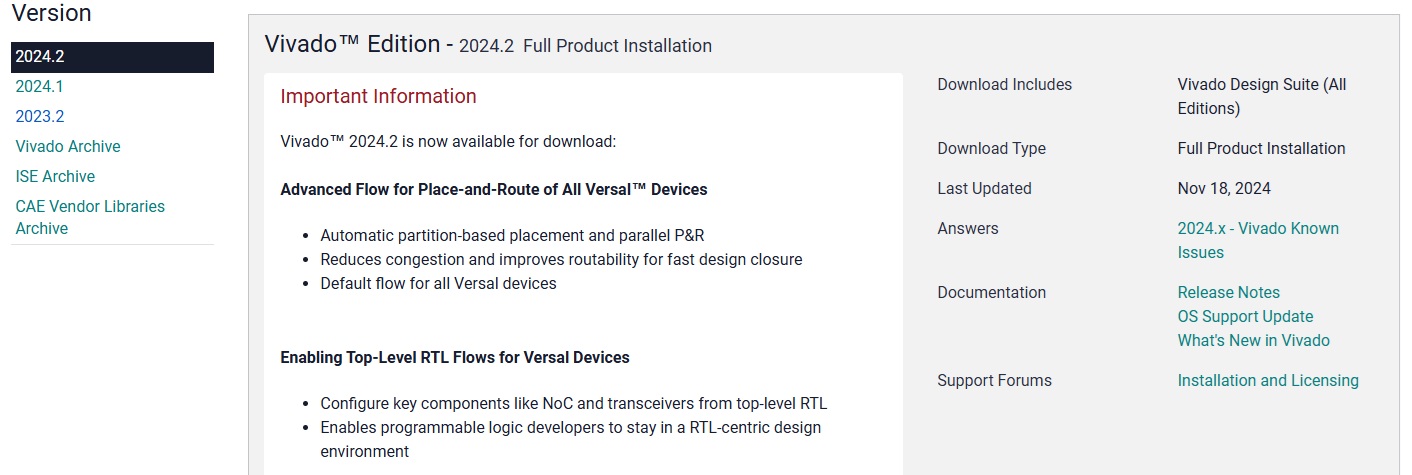 Version
2024.2
2024.1
2023.2
Vivado Archive
ISE Archive
CAE Vendor Libraries
Archive
Vivado™ Edition - 2024.2 Full Product Installation
Important Information
Vivado™ 2024.2 is now available for download:
Advanced Flow for Place-and-Route of All Versal™ Devices
• Automatic partition-based placement and parallel P&R
• Reduces congestion and improves routability for fast design closure
• Default flow for all Versal devices
Enabling Top-Level RTL Flows for Versal Devices
• Configure key components like NoC and transceivers from top-level RTL
• Enables programmable logic developers to stay in a RTL-centric design
environment
Download Includes
Vivado Design Suite (All
Editions)
Download Type
Full Product Installation
Last Updated
Nov 18, 2024
Answers
2024.x - Vivado Known
Issues
Documentation
Release Notes
OS Support Update
What's New in Vivado
Support Forums
Installation and Licensing